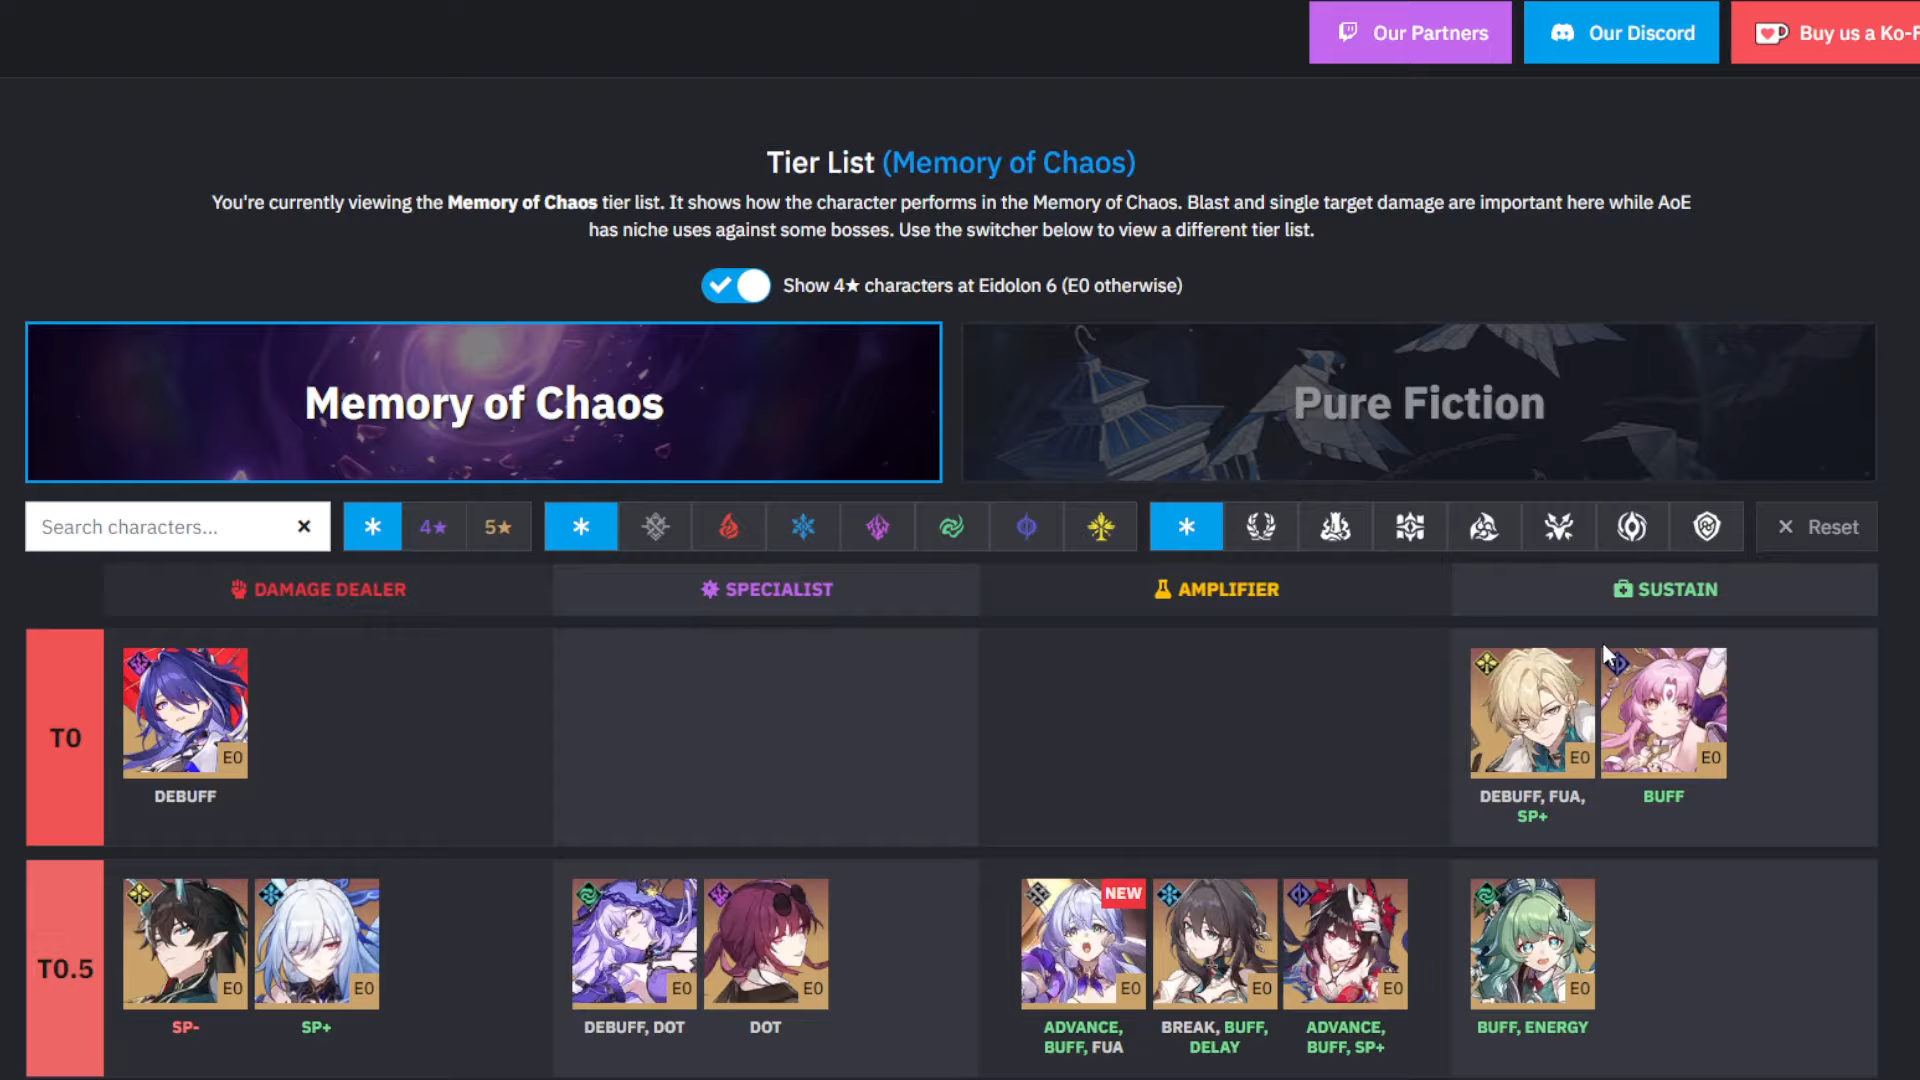 Our Partners
Our Discord
Buy us a Ko-F
Tier List (Memory of Chaos)
You're currently viewing the Memory of Chaos tier list. It shows how the character performs in the Memory of Chaos. Blast and single target damage are important here while AoE
has niche uses against some bosses. Use the switcher below to view a different tier list.
Show 4★ characters at Eidolon 6 (E0 otherwise)
Memory of Chaos
Pure Fiction
Search characters...
4★
5★
Reset
DAMAGE DEALER
SPECIALIST
AMPLIFIER
SUSTAIN
T0
E0
DEBUFF
E0
DEBUFF, FUA,
SP+
E0
BUFF
T0.5
E0
SP-
E0
SP+
E0
DEBUFF, DOT
E0
DOT
NEW
E0
ADVANCE,
BUFF, FUA
E0
BREAK, BUFF,
DELAY
E0
ADVANCE,
BUFF, SP+
E0
BUFF, ENERGY